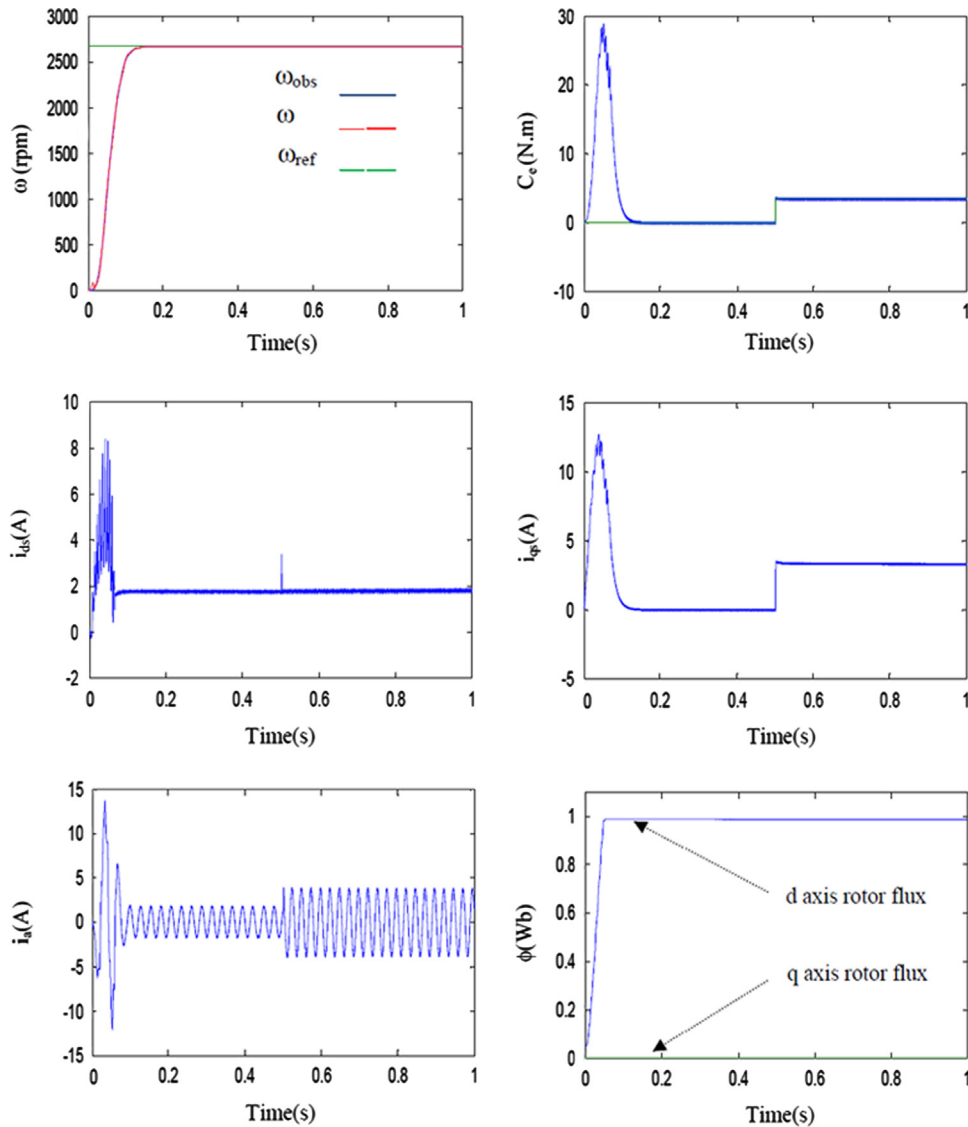 3000
2500
2000
1500
1000
500
0
ω (rpm)
ω_obs
ω
ω_ref
0 0.2 0.4 0.6 0.8 1
Time(s)
30
20
10
0
-10
C_e(N.m)
0 0.2 0.4 0.6 0.8 1
Time(s)
10
8
6
4
2
0
-2
i_ds(A)
0 0.2 0.4 0.6 0.8 1
Time(s)
15
10
5
0
-5
i_qs(A)
0 0.2 0.4 0.6 0.8 1
Time(s)
15
10
5
0
-5
-10
-15
i_a(A)
0 0.2 0.4 0.6 0.8 1
Time(s)
1
0.8
0.6
0.4
0.2
0
ϕ(Wb)
d axis rotor flux
q axis rotor flux
0 0.2 0.4 0.6 0.8 1
Time(s)